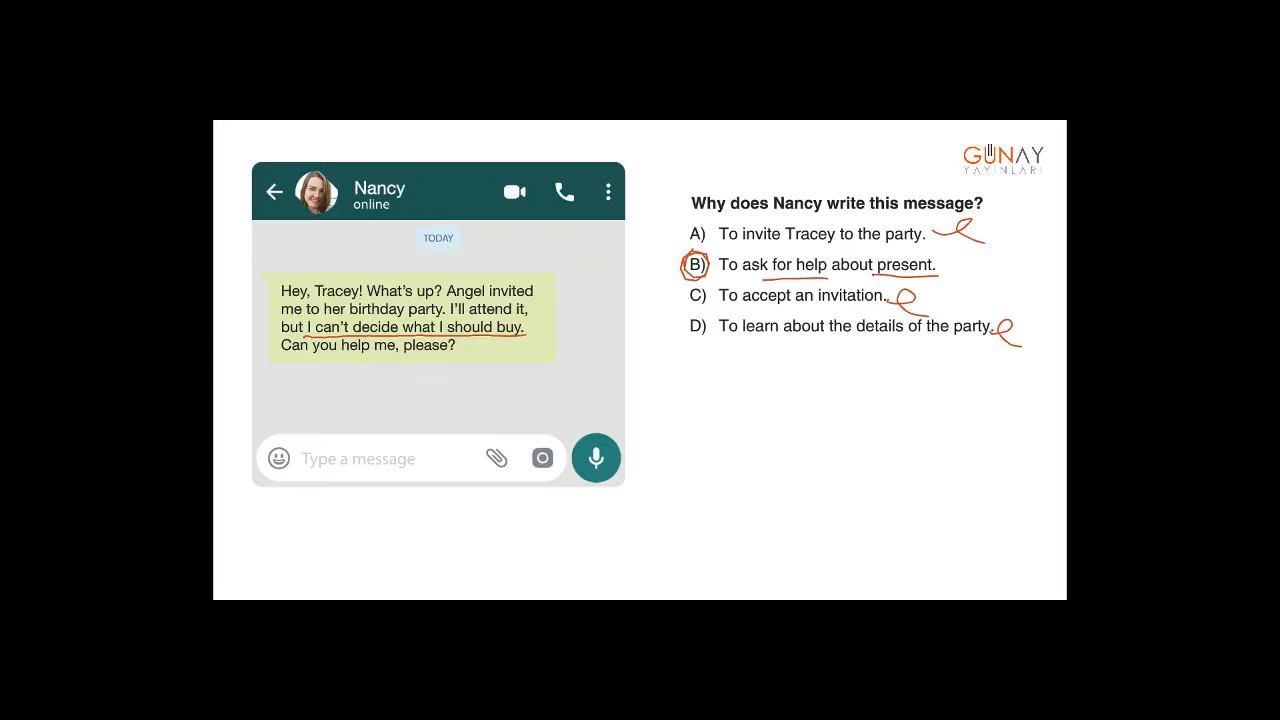 GÜNAY
YAYINLARI
Nancy
online
TODAY
Hey, Tracey! What's up? Angel invited
me to her birthday party. I'll attend it,
but I can't decide what I should buy.
Can you help me, please?
Type a message
Why does Nancy write this message?
A) To invite Tracey to the party.
B) To ask for help about present.
C) To accept an invitation.
D) To learn about the details of the party.